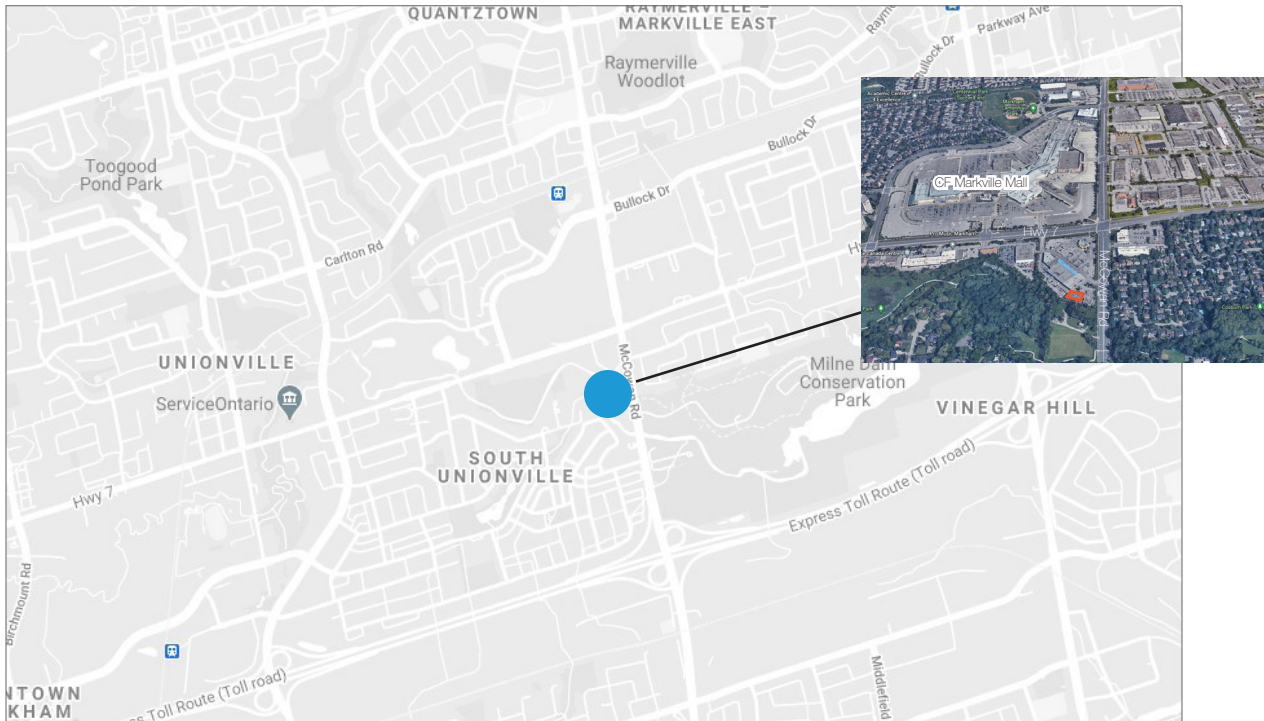 QUANTZTOWN
RAYMERVILLE -
MARKVILLE EAST
Raymerville
Woodlot
Parkway Ave
Bullock Dr
Bullock Dr
Bullock Dr
Toogood
Pond Park
Carlton Rd
CF Markville Mall
Hwy 7
McCowan Rd
UNIONVILLE
ServiceOntario
McCowan Rd
Milne Dam
Conservation
Park
VINEGAR HILL
SOUTH
UNIONVILLE
Hwy 7
Express Toll Route (Toll road)
Birchmount Rd
NTOWN
KHAM
ss Toll Route (Toll road)
Middlefield